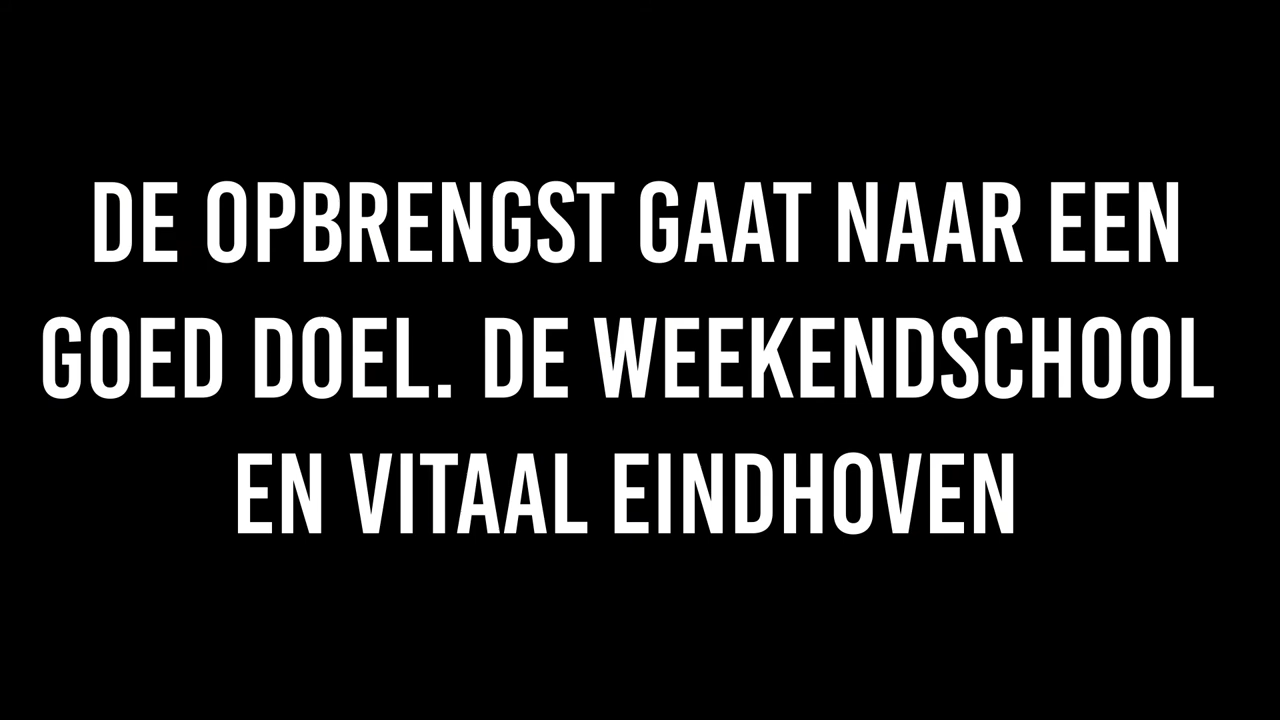 DE OPBRENGST GAAT NAAR EEN
GOED DOEL. DE WEEKENDSCHOOL
EN VITAAL EINDHOVEN